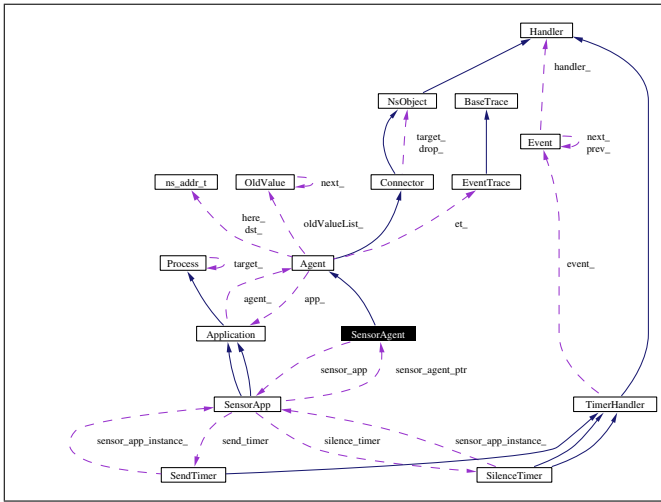 Handler
handler_
NsObject
BaseTrace
target_
drop_
Event
next_
prev_
ns_addr_t
OldValue
next_
Connector
EventTrace
here_
dst_
oldValueList_
et_
Process
target_
Agent
event_
agent_
app_
Application
SensorAgent
sensor_app
sensor_agent_ptr
SensorApp
TimerHandler
sensor_app_instance_
send_timer
silence_timer
sensor_app_instance_
SendTimer
SilenceTimer